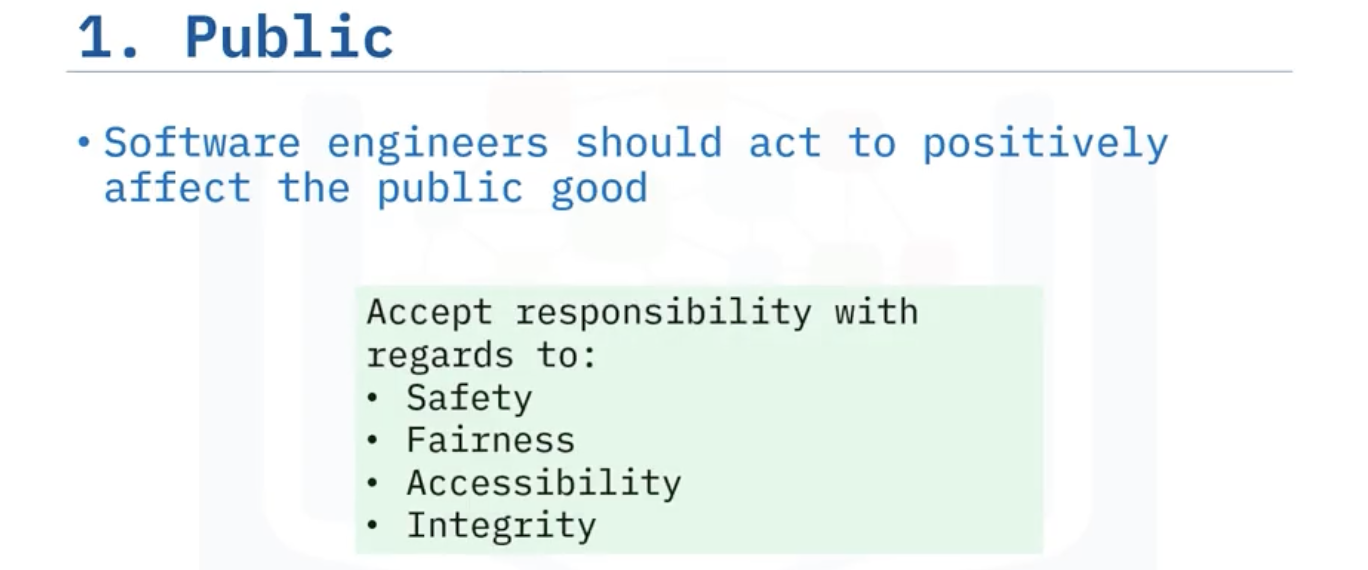 1. Public
• Software engineers should act to positively
affect the public good
Accept responsibility with
regards to:
• Safety
• Fairness
• Accessibility
• Integrity